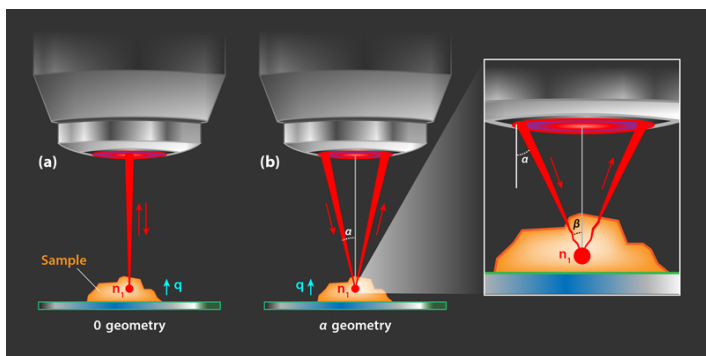 (a)
(b)
α
α
β
n1
Sample
n1
q
q
n1
0 geometry
α geometry